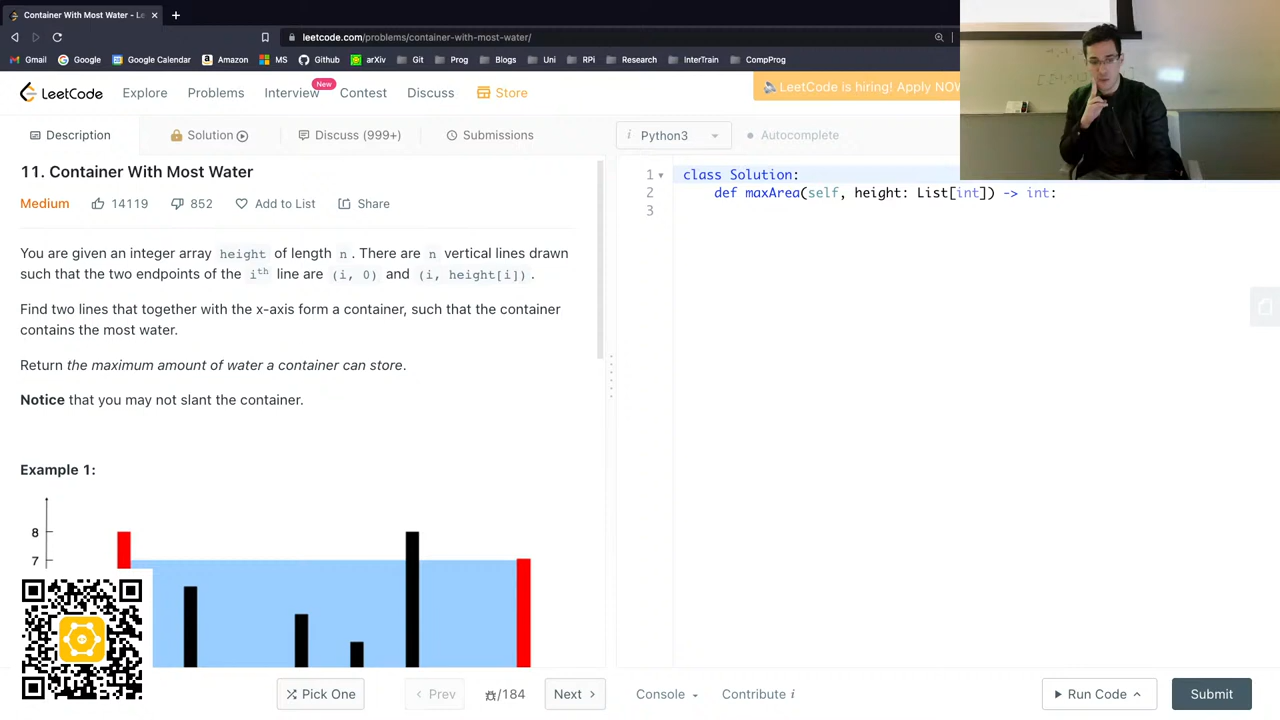 Container With Most Water - Le
leetcode.com/problems/container-with-most-water/
Gmail Google Google Calendar Amazon MS GitHub arXiv Git Prog Blogs Uni RPi Research InterTrain CompProg
LeetCode Explore Problems Interview New Contest Discuss Store LeetCode is hiring! Apply NOW
Description Solution Discuss (999+) Submissions
i Python3 Autocomplete
11. Container With Most Water
Medium 14119 852 Add to List Share
You are given an integer array height of length n. There are n vertical lines drawn
such that the two endpoints of the ith line are (i, 0) and (i, height[i]).
Find two lines that together with the x-axis form a container, such that the container
contains the most water.
Return the maximum amount of water a container can store.
Notice that you may not slant the container.
Example 1:
8
7
1 class Solution:
2 def maxArea(self, height: List[int]) -> int:
3
Pick One Prev /184 Next Console Contribute i Run Code Submit